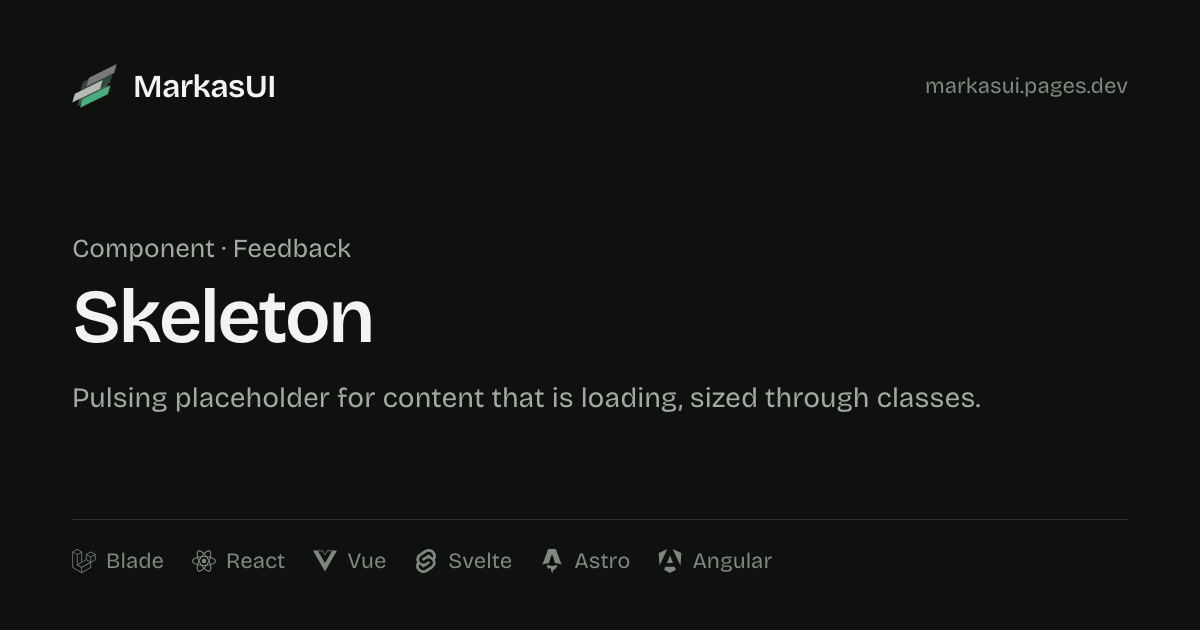 MarkasUI
markasui.pages.dev
Component · Feedback
Skeleton
Pulsing placeholder for content that is loading, sized through classes.
Blade React Vue Svelte Astro Angular